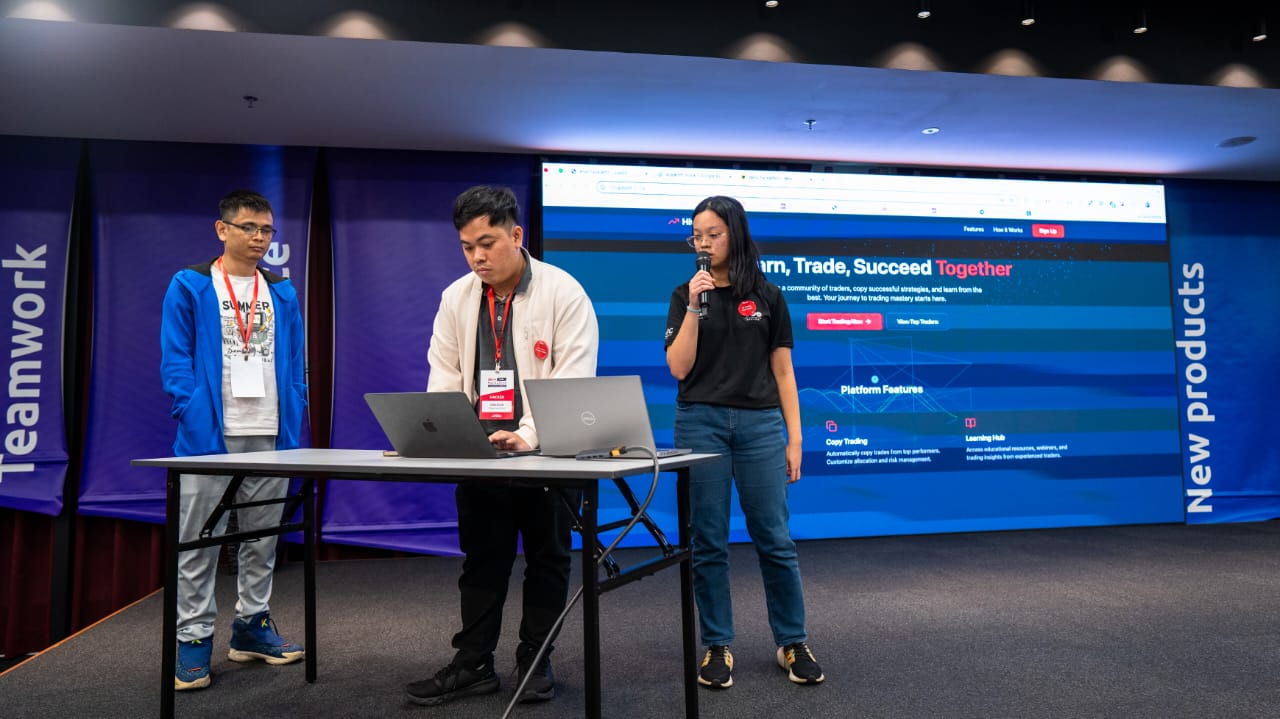 Teamwork
New products
Features
How it Works
Sign Up
arn, Trade, Succeed Together
a community of traders, copy successful strategies, and learn from the
best. Your journey to trading mastery starts here.
Start Trading Now
View Top Traders
Platform Features
Copy Trading
Automatically copy trades from top performers.
Customize allocation and risk management.
Learning Hub
Access educational resources, webinars, and
trading insights from experienced traders.
SUMMER
HACKER
DELL